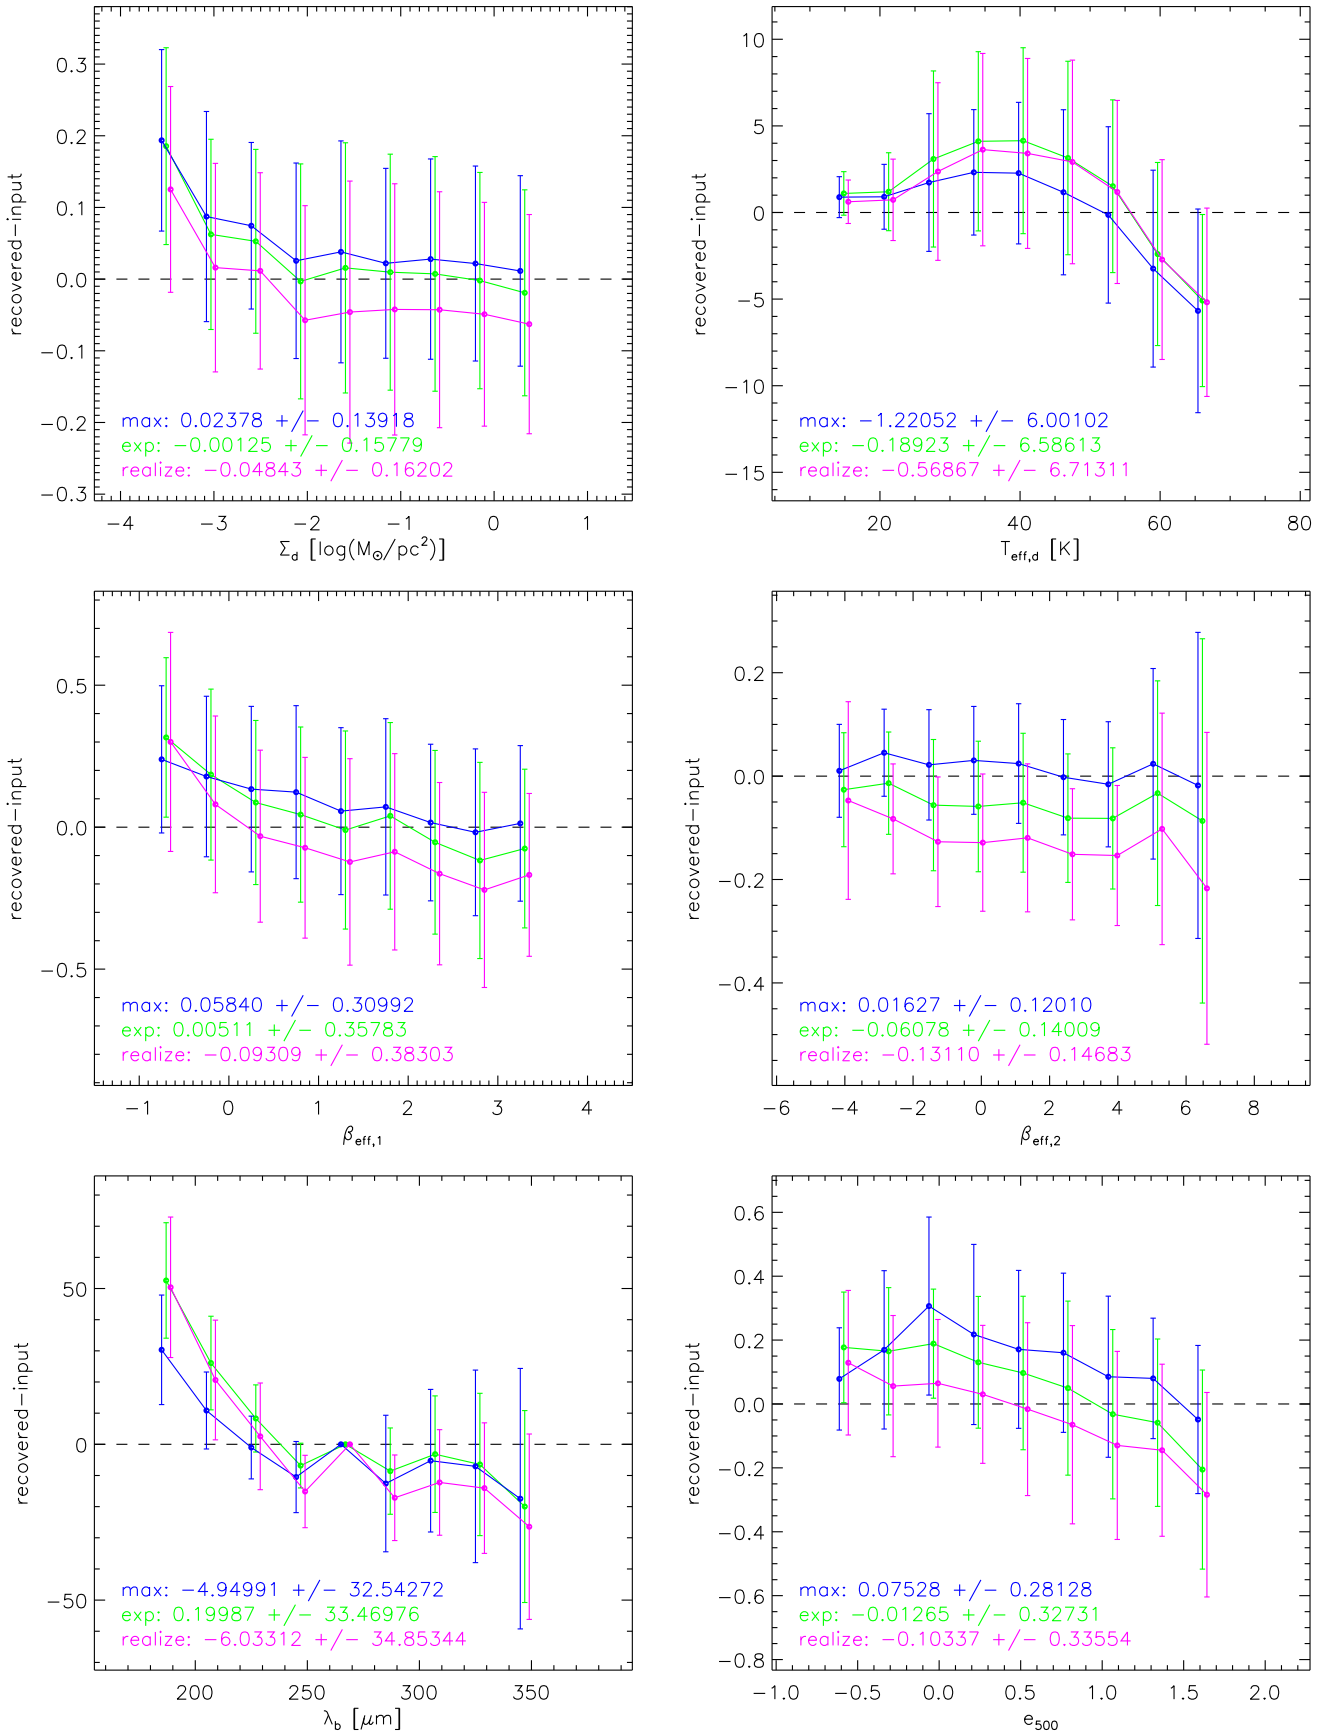 recovered−input
0.3
0.2
0.1
0.0
−0.1
−0.2
−0.3
max: 0.02378 +/− 0.13918
exp: −0.00125 +/− 0.15779
realize: −0.04843 +/− 0.16202
−4 −3 −2 −1 0 1
Σd [log(M⊙/pc²)]
recovered−input
10
5
0
−5
−10
−15
max: −1.22052 +/− 6.00102
exp: −0.18923 +/− 6.58613
realize: −0.56867 +/− 6.71311
20 40 60 80
Teff,d [K]
recovered−input
0.5
0.0
−0.5
max: 0.05840 +/− 0.30992
exp: 0.00511 +/− 0.35783
realize: −0.09309 +/− 0.38303
−1 0 1 2 3 4
βeff,1
recovered−input
0.2
0.0
−0.2
−0.4
max: 0.01627 +/− 0.12010
exp: −0.06078 +/− 0.14009
realize: −0.13110 +/− 0.14683
−6 −4 −2 0 2 4 6 8
βeff,2
recovered−input
50
0
−50
max: −4.94991 +/− 32.54272
exp: 0.19987 +/− 33.46976
realize: −6.03312 +/− 34.85344
200 250 300 350
λb [μm]
recovered−input
0.6
0.4
0.2
0.0
−0.2
−0.4
−0.6
−0.8
max: 0.07528 +/− 0.28128
exp: −0.01265 +/− 0.32731
realize: −0.10337 +/− 0.33554
−1.0 −0.5 0.0 0.5 1.0 1.5 2.0
e500